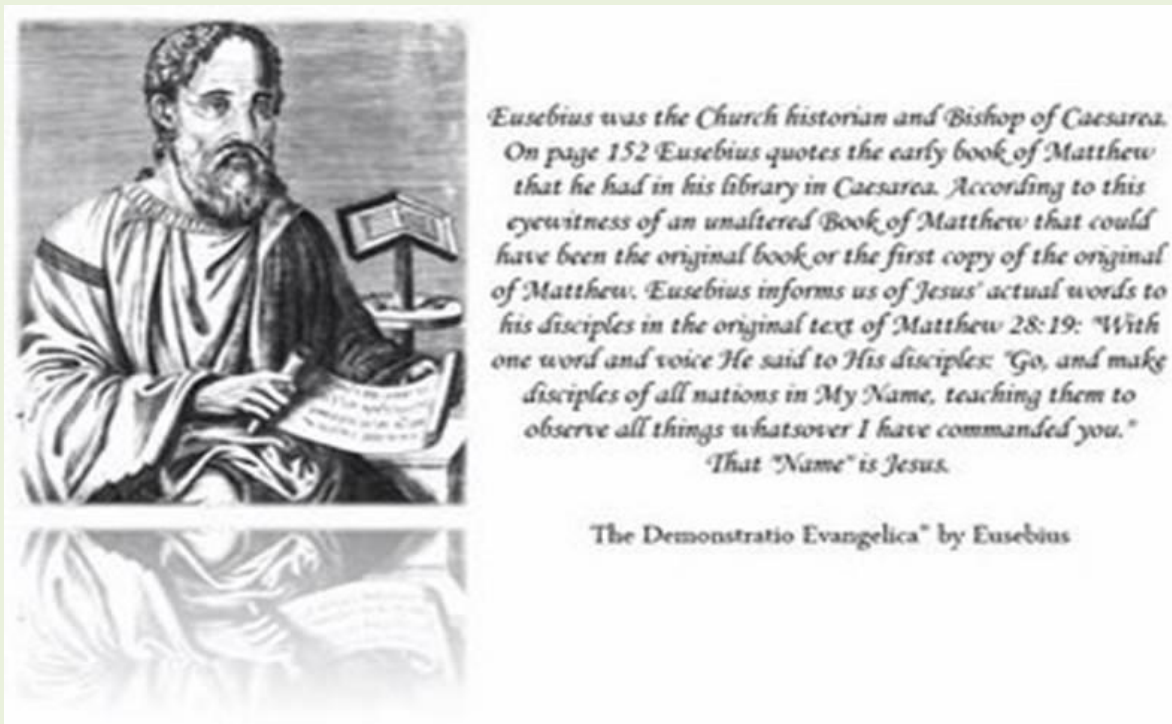 Eusebius was the Church historian and Bishop of Caesarea.
On page 152 Eusebius quotes the early book of Matthew
that he had in his library in Caesarea. According to this
eyewitness of an unaltered Book of Matthew that could
have been the original book or the first copy of the original
of Matthew. Eusebius informs us of Jesus' actual words to
his disciples in the original text of Matthew 28:19: "With
one word and voice He said to His disciples: "Go, and make
disciples of all nations in My Name, teaching them to
observe all things whatsover I have commanded you."
That "Name" is Jesus.
The Demonstratio Evangelica" by Eusebius